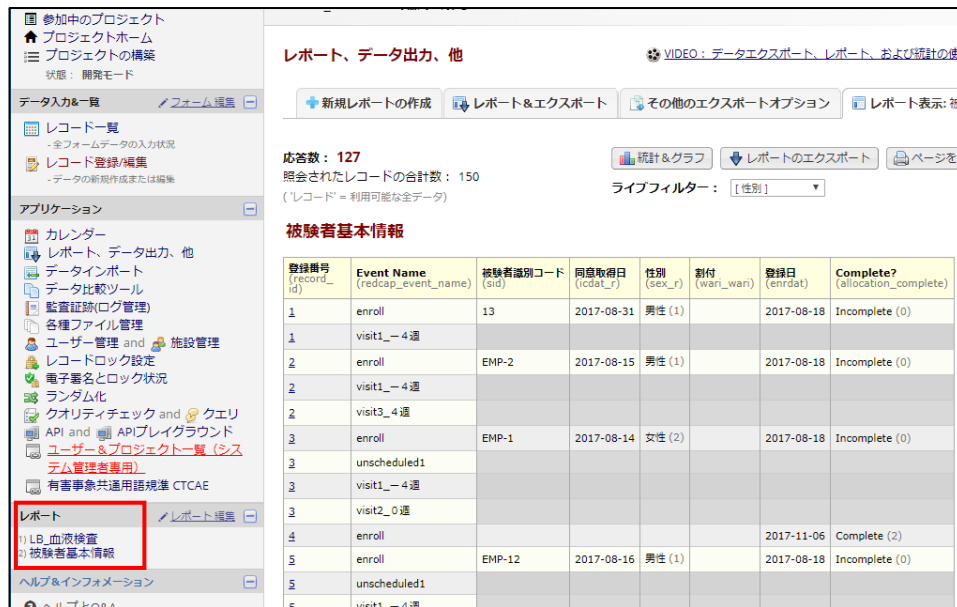 参加中のプロジェクト
プロジェクトホーム
プロジェクトの構築
状態： 開発モード
データ入力&一覧 フォーム編集
レコード一覧
-全フォームデータの入力状況
レコード登録/編集
-データの新規作成または編集
アプリケーション
カレンダー
レポート、データ出力、他
データインポート
データ比較ツール
監査証跡(ログ管理)
各種ファイル管理
ユーザー管理 and 施設管理
レコードロック設定
電子署名とロック状況
ランダム化
クオリティチェック and クエリ
API and APIプレイグラウンド
ユーザー＆プロジェクト一覧（シス
テム管理者専用）
有害事象共通用語規準 CTCAE
レポート レポート編集
1) LB_血液検査
2) 被験者基本情報
ヘルプ&インフォメーション
レポート、データ出力、他
VIDEO： データエクスポート、レポート、および統計の使
新規レポートの作成 レポート&エクスポート その他のエクスポートオプション レポート表示:
応答数： 127
照会されたレコードの合計数： 150
( 'レコード' = 利用可能な全データ)
統計&グラフ レポートのエクスポート ページを
ライブフィルター： [ 性別 ]
被験者基本情報
登録番号 (record_id) Event Name (redcap_event_name) 被験者識別コード (sid) 同意取得日 (icdat_r) 性別 (sex_r) 割付 (wari_wari) 登録日 (enrdat) Complete? (allocation_complete)
1 enroll 13 2017-08-31 男性 (1) 2017-08-18 Incomplete (0)
1 visit1_－4週
2 enroll EMP-2 2017-08-15 男性 (1) 2017-08-18 Incomplete (0)
2 visit1_－4週
2 visit3_4週
3 enroll EMP-1 2017-08-14 女性 (2) 2017-08-18 Incomplete (0)
3 unscheduled1
3 visit1_－4週
3 visit2_0週
4 enroll 2017-11-06 Complete (2)
5 enroll EMP-12 2017-08-16 男性 (1) 2017-08-18 Incomplete (0)
5 unscheduled1
5 visit1_－4週